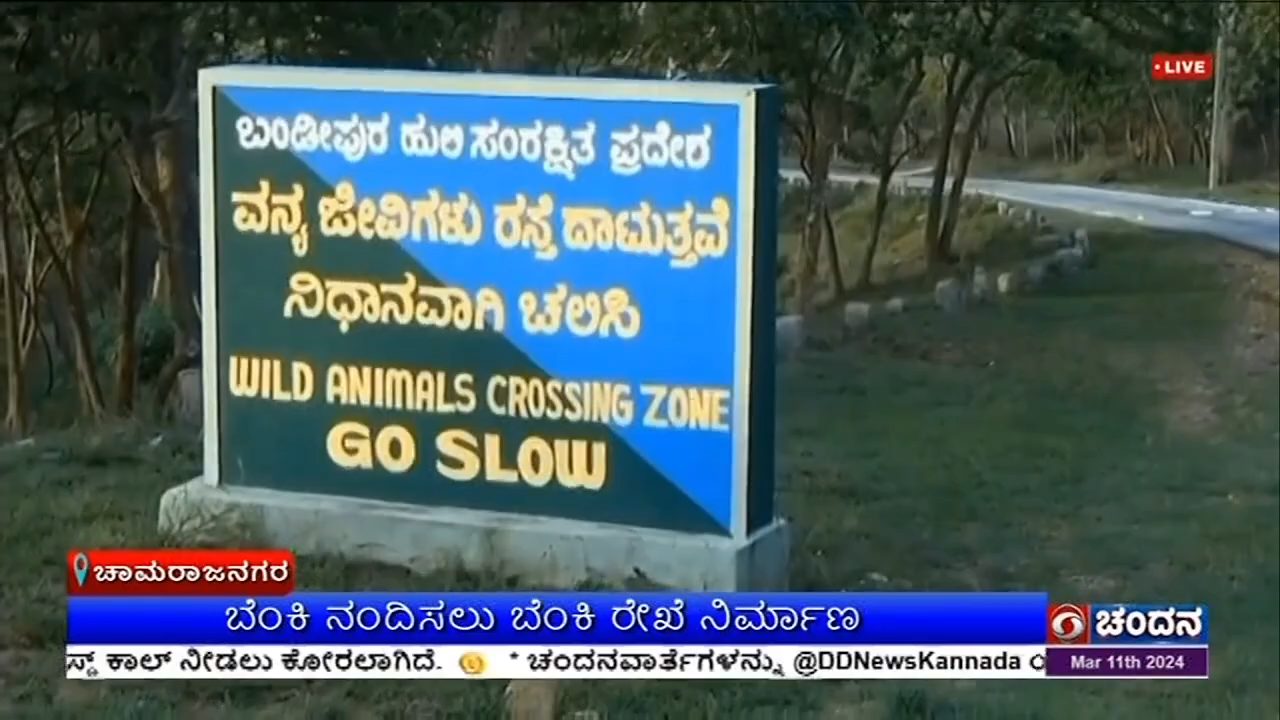 • LIVE
ಬಂಡೀಪುರ ಹುಲಿ ಸಂರಕ್ಷಿತ ಪ್ರದೇಶ
ವನ್ಯ ಜೀವಿಗಳು ರಸ್ತೆ ದಾಟುತ್ತವೆ
ನಿಧಾನವಾಗಿ ಚಲಿಸಿ
WILD ANIMALS CROSSING ZONE
GO SLOW
ಚಾಮರಾಜನಗರ
ಬೆಂಕಿ ನಂದಿಸಲು ಬೆಂಕಿ ರೇಖೆ ನಿರ್ಮಾಣ
ಚಂದನ
ಕಾಲ್ ನೀಡಲು ಕೋರಲಾಗಿದೆ. * ಚಂದನವಾರ್ತೆಗಳನ್ನು @DDNewsKannada
Mar 11th 2024